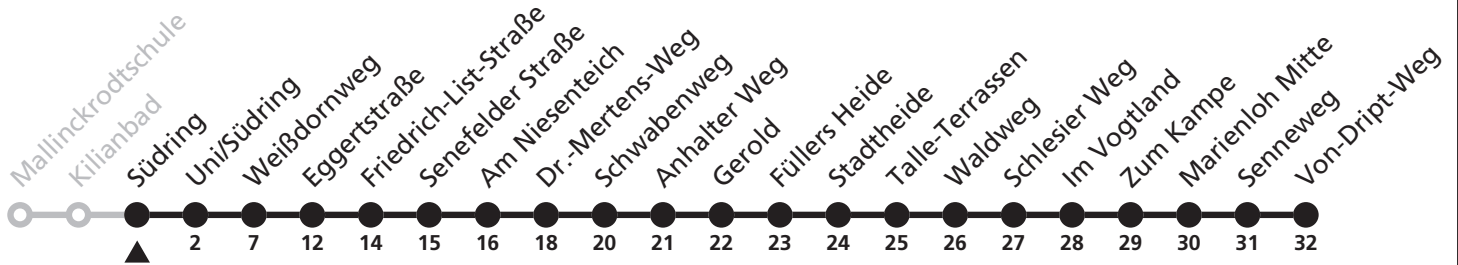 Mallinckrodtschule
Kilianbad
Südring
Uni/Südring
Weißdornweg
Eggertstraße
Friedrich-List-Straße
Senefelder Straße
Am Niesenteich
Dr.-Mertens-Weg
Schwabenweg
Anhalter Weg
Gerold
Füllers Heide
Stadtheide
Talle-Terrassen
Waldweg
Schlesier Weg
Im Vogtland
Zum Kampe
Marienloh Mitte
Senneweg
Von-Dript-Weg
2 7 12 14 15 16 18 20 21 22 23 24 25 26 27 28 29 30 31 32